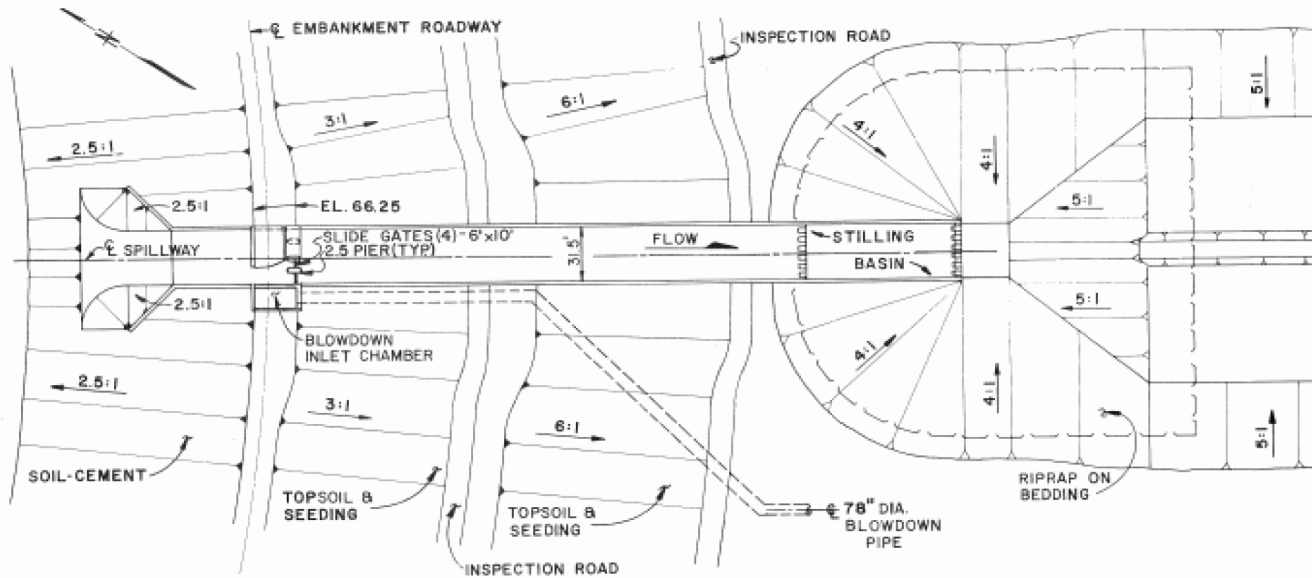 ℄ EMBANKMENT ROADWAY
INSPECTION ROAD
3:1
6:1
5:1
2.5:1
4:1
4:1
2.5:1
EL. 66.25
5:1
SLIDE GATES (4)-6'x10'
2.5 PIER (TYP.)
℄ SPILLWAY
31.5'
FLOW
STILLING
BASIN
2.5:1
5:1
BLOWDOWN
INLET CHAMBER
4:1
2.5:1
4:1
3:1
6:1
5:1
SOIL-CEMENT
TOPSOIL &
SEEDING
TOPSOIL &
SEEDING
RIPRAP ON
BEDDING
℄ 78" DIA.
BLOWDOWN
PIPE
INSPECTION ROAD